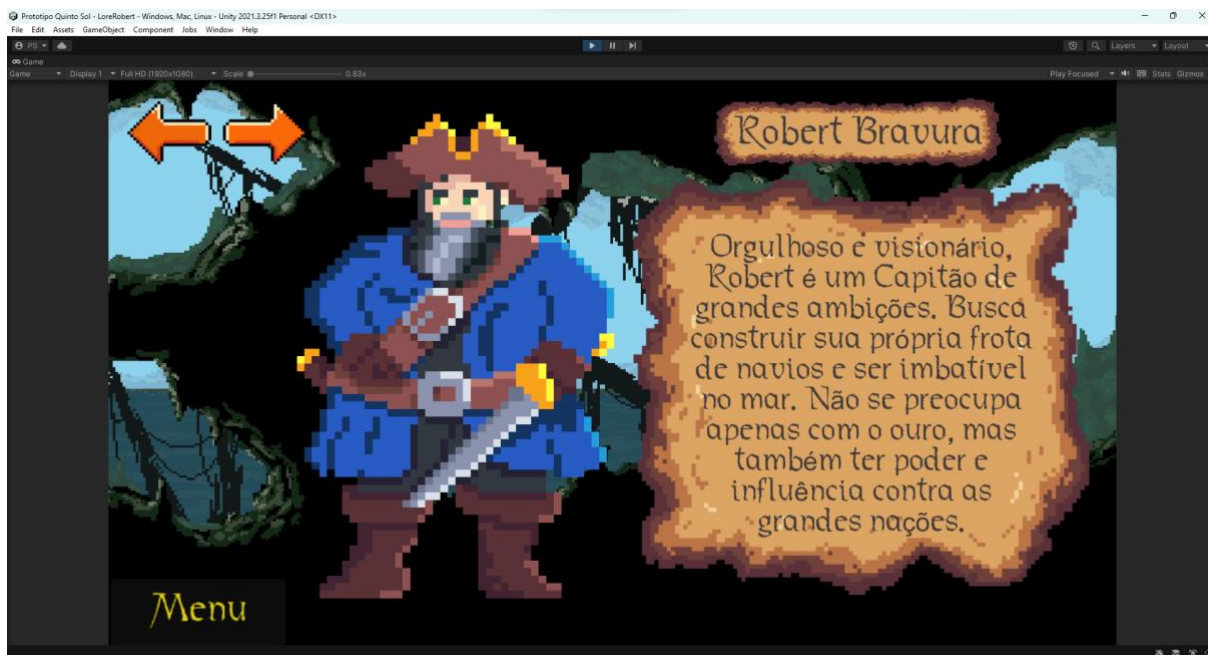 Prototipo Quinto Sol - LoreRobert - Windows, Mac, Linux - Unity 2021.3.25f1 Personal <DX11>
File Edit Assets GameObject Component Jobs Window Help
PS Layers Layout
Game
Game Display 1 Full HD (1920x1080) Scale 0.83x Play Focused Stats Gizmos
Robert Bravura
Orgulhoso e visionário,
Robert é um Capitão de
grandes ambições. Busca
construir sua própria frota
de navios e ser imbatível
no mar. Não se preocupa
apenas com o ouro, mas
também ter poder e
influência contra as
grandes nações.
Menu